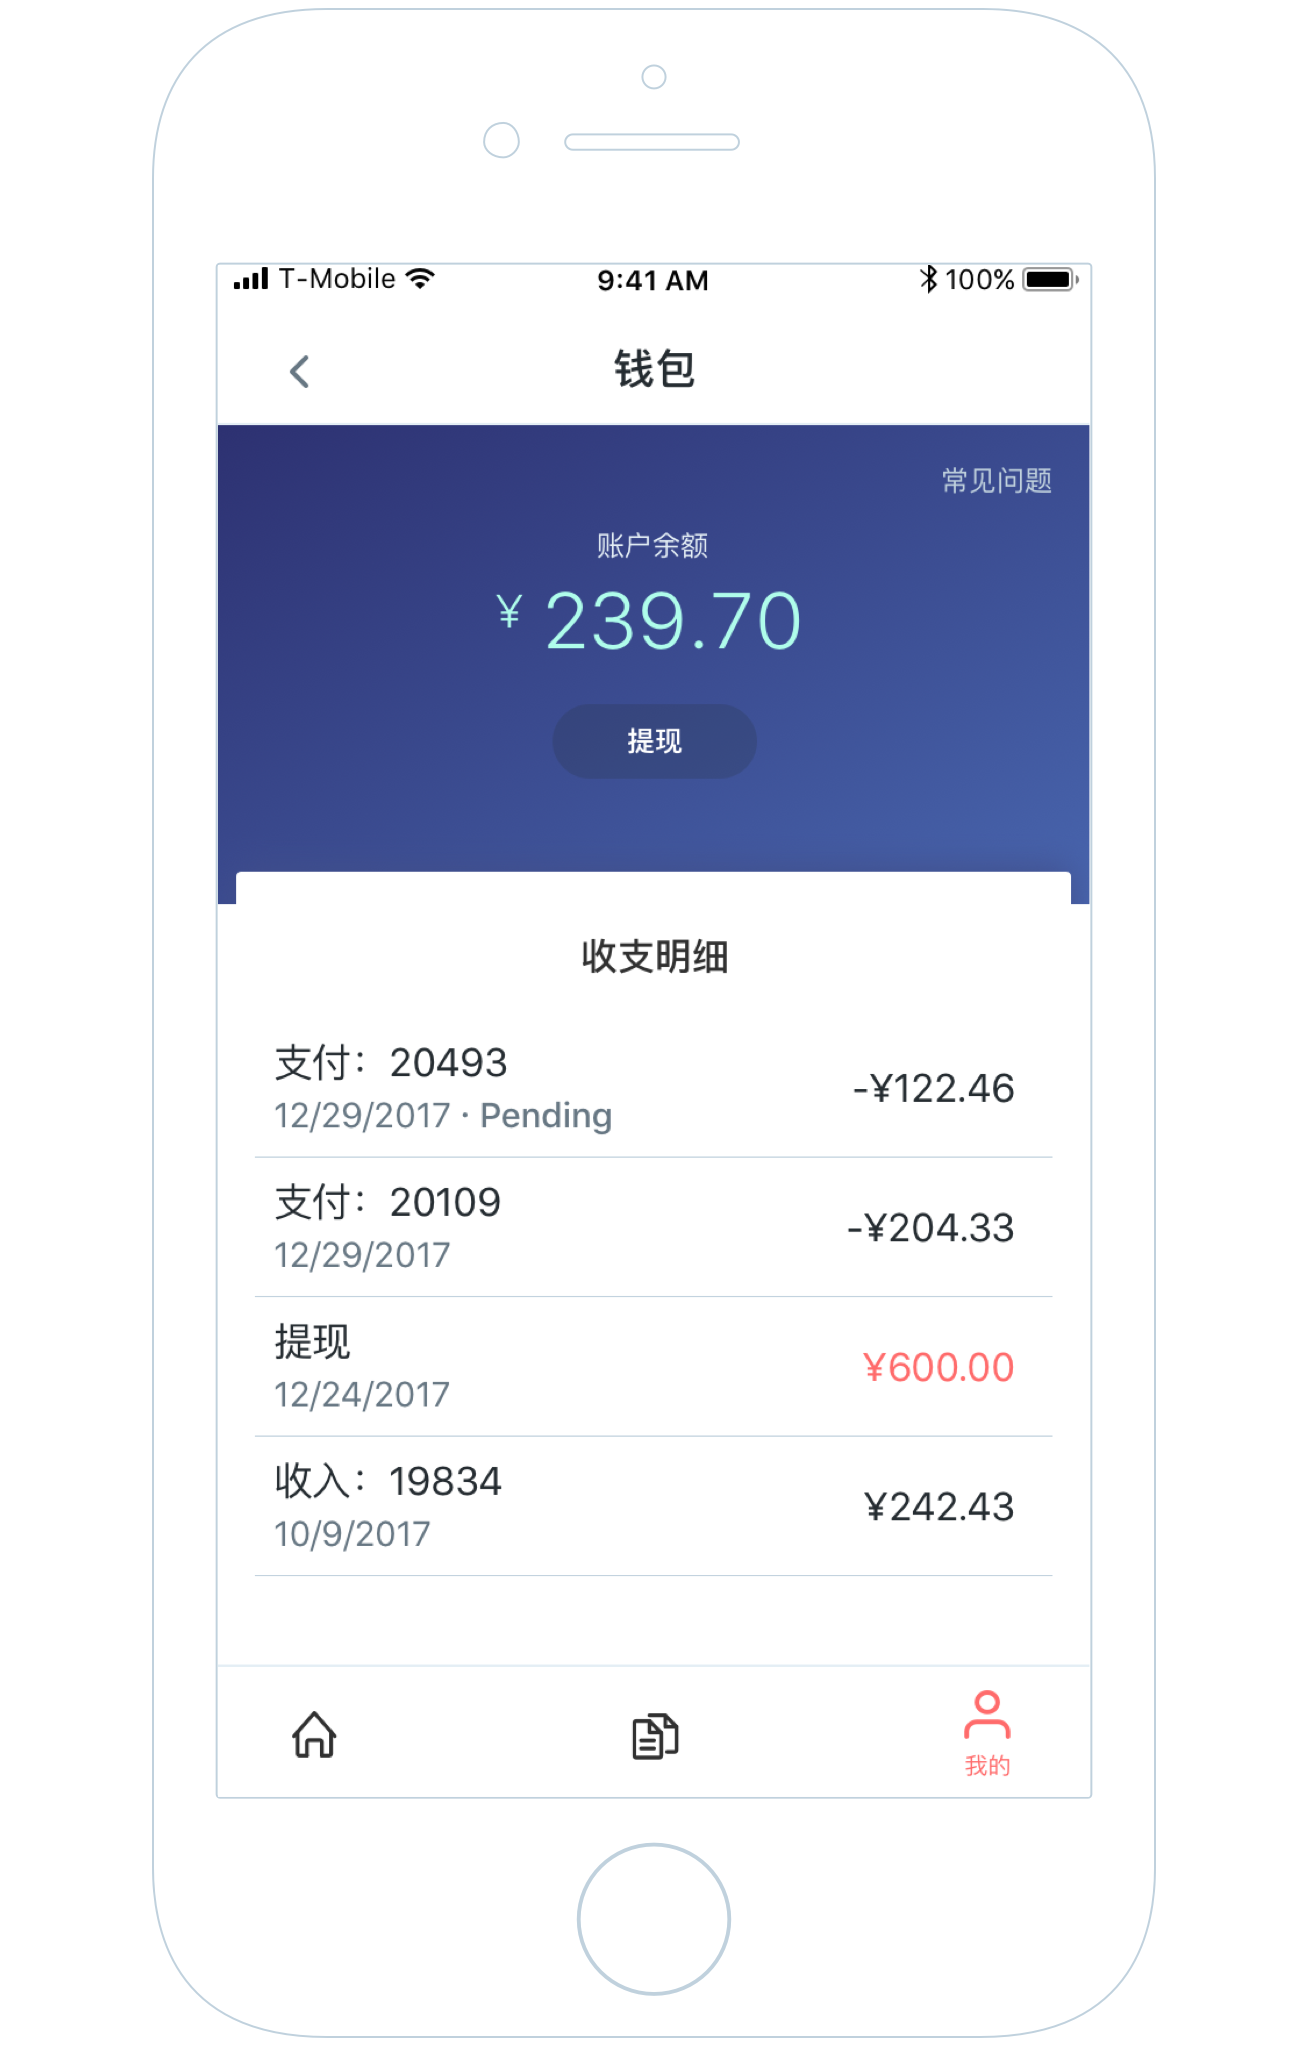 T-Mobile 9:41 AM 100%
钱包
常见问题
账户余额
¥ 239.70
提现
收支明细
支付：20493
-¥122.46
12/29/2017 · Pending
支付：20109
-¥204.33
12/29/2017
提现
¥600.00
12/24/2017
收入：19834
¥242.43
10/9/2017
我的